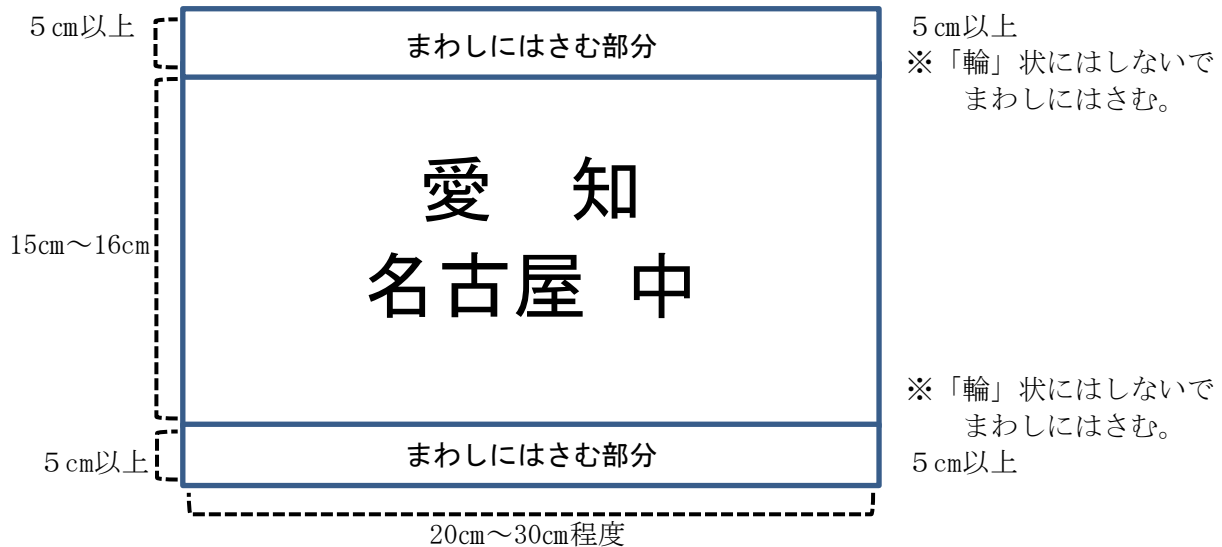 5㎝以上
まわしにはさむ部分
5㎝以上
※「輪」状にはしないで
まわしにはさむ。
愛　知
15㎝～16㎝
名古屋 中
※「輪」状にはしないで
まわしにはさむ。
5㎝以上
まわしにはさむ部分
5㎝以上
20㎝～30㎝程度